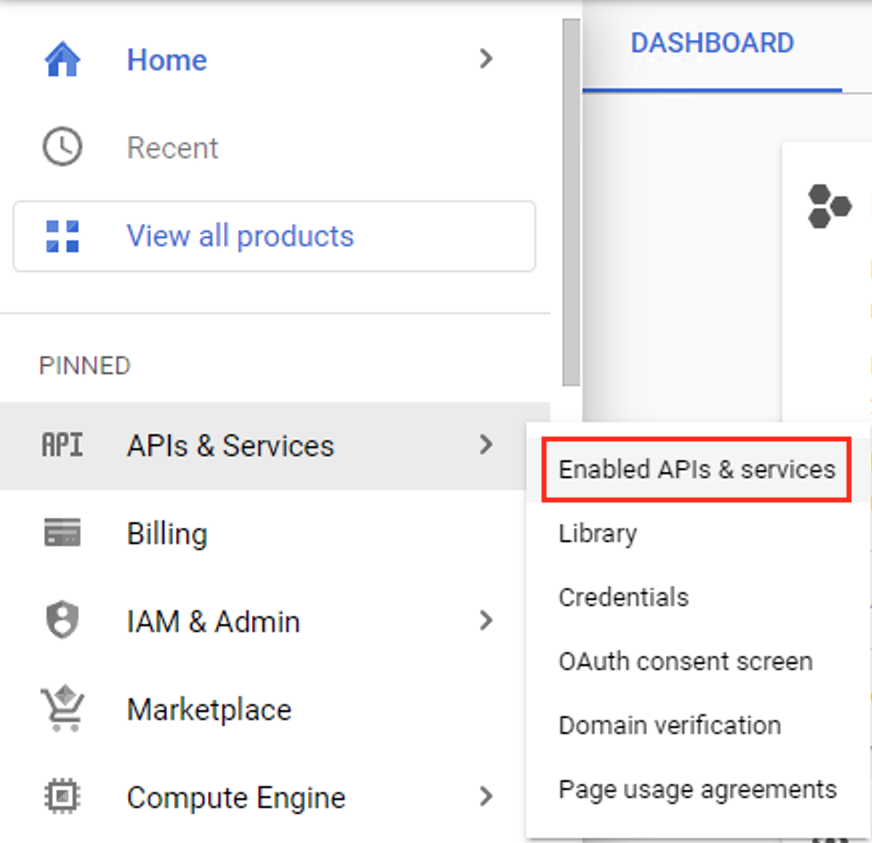 Home
Recent
View all products
PINNED
API APIs & Services
Billing
IAM & Admin
Marketplace
Compute Engine
DASHBOARD
Enabled APIs & services
Library
Credentials
OAuth consent screen
Domain verification
Page usage agreements